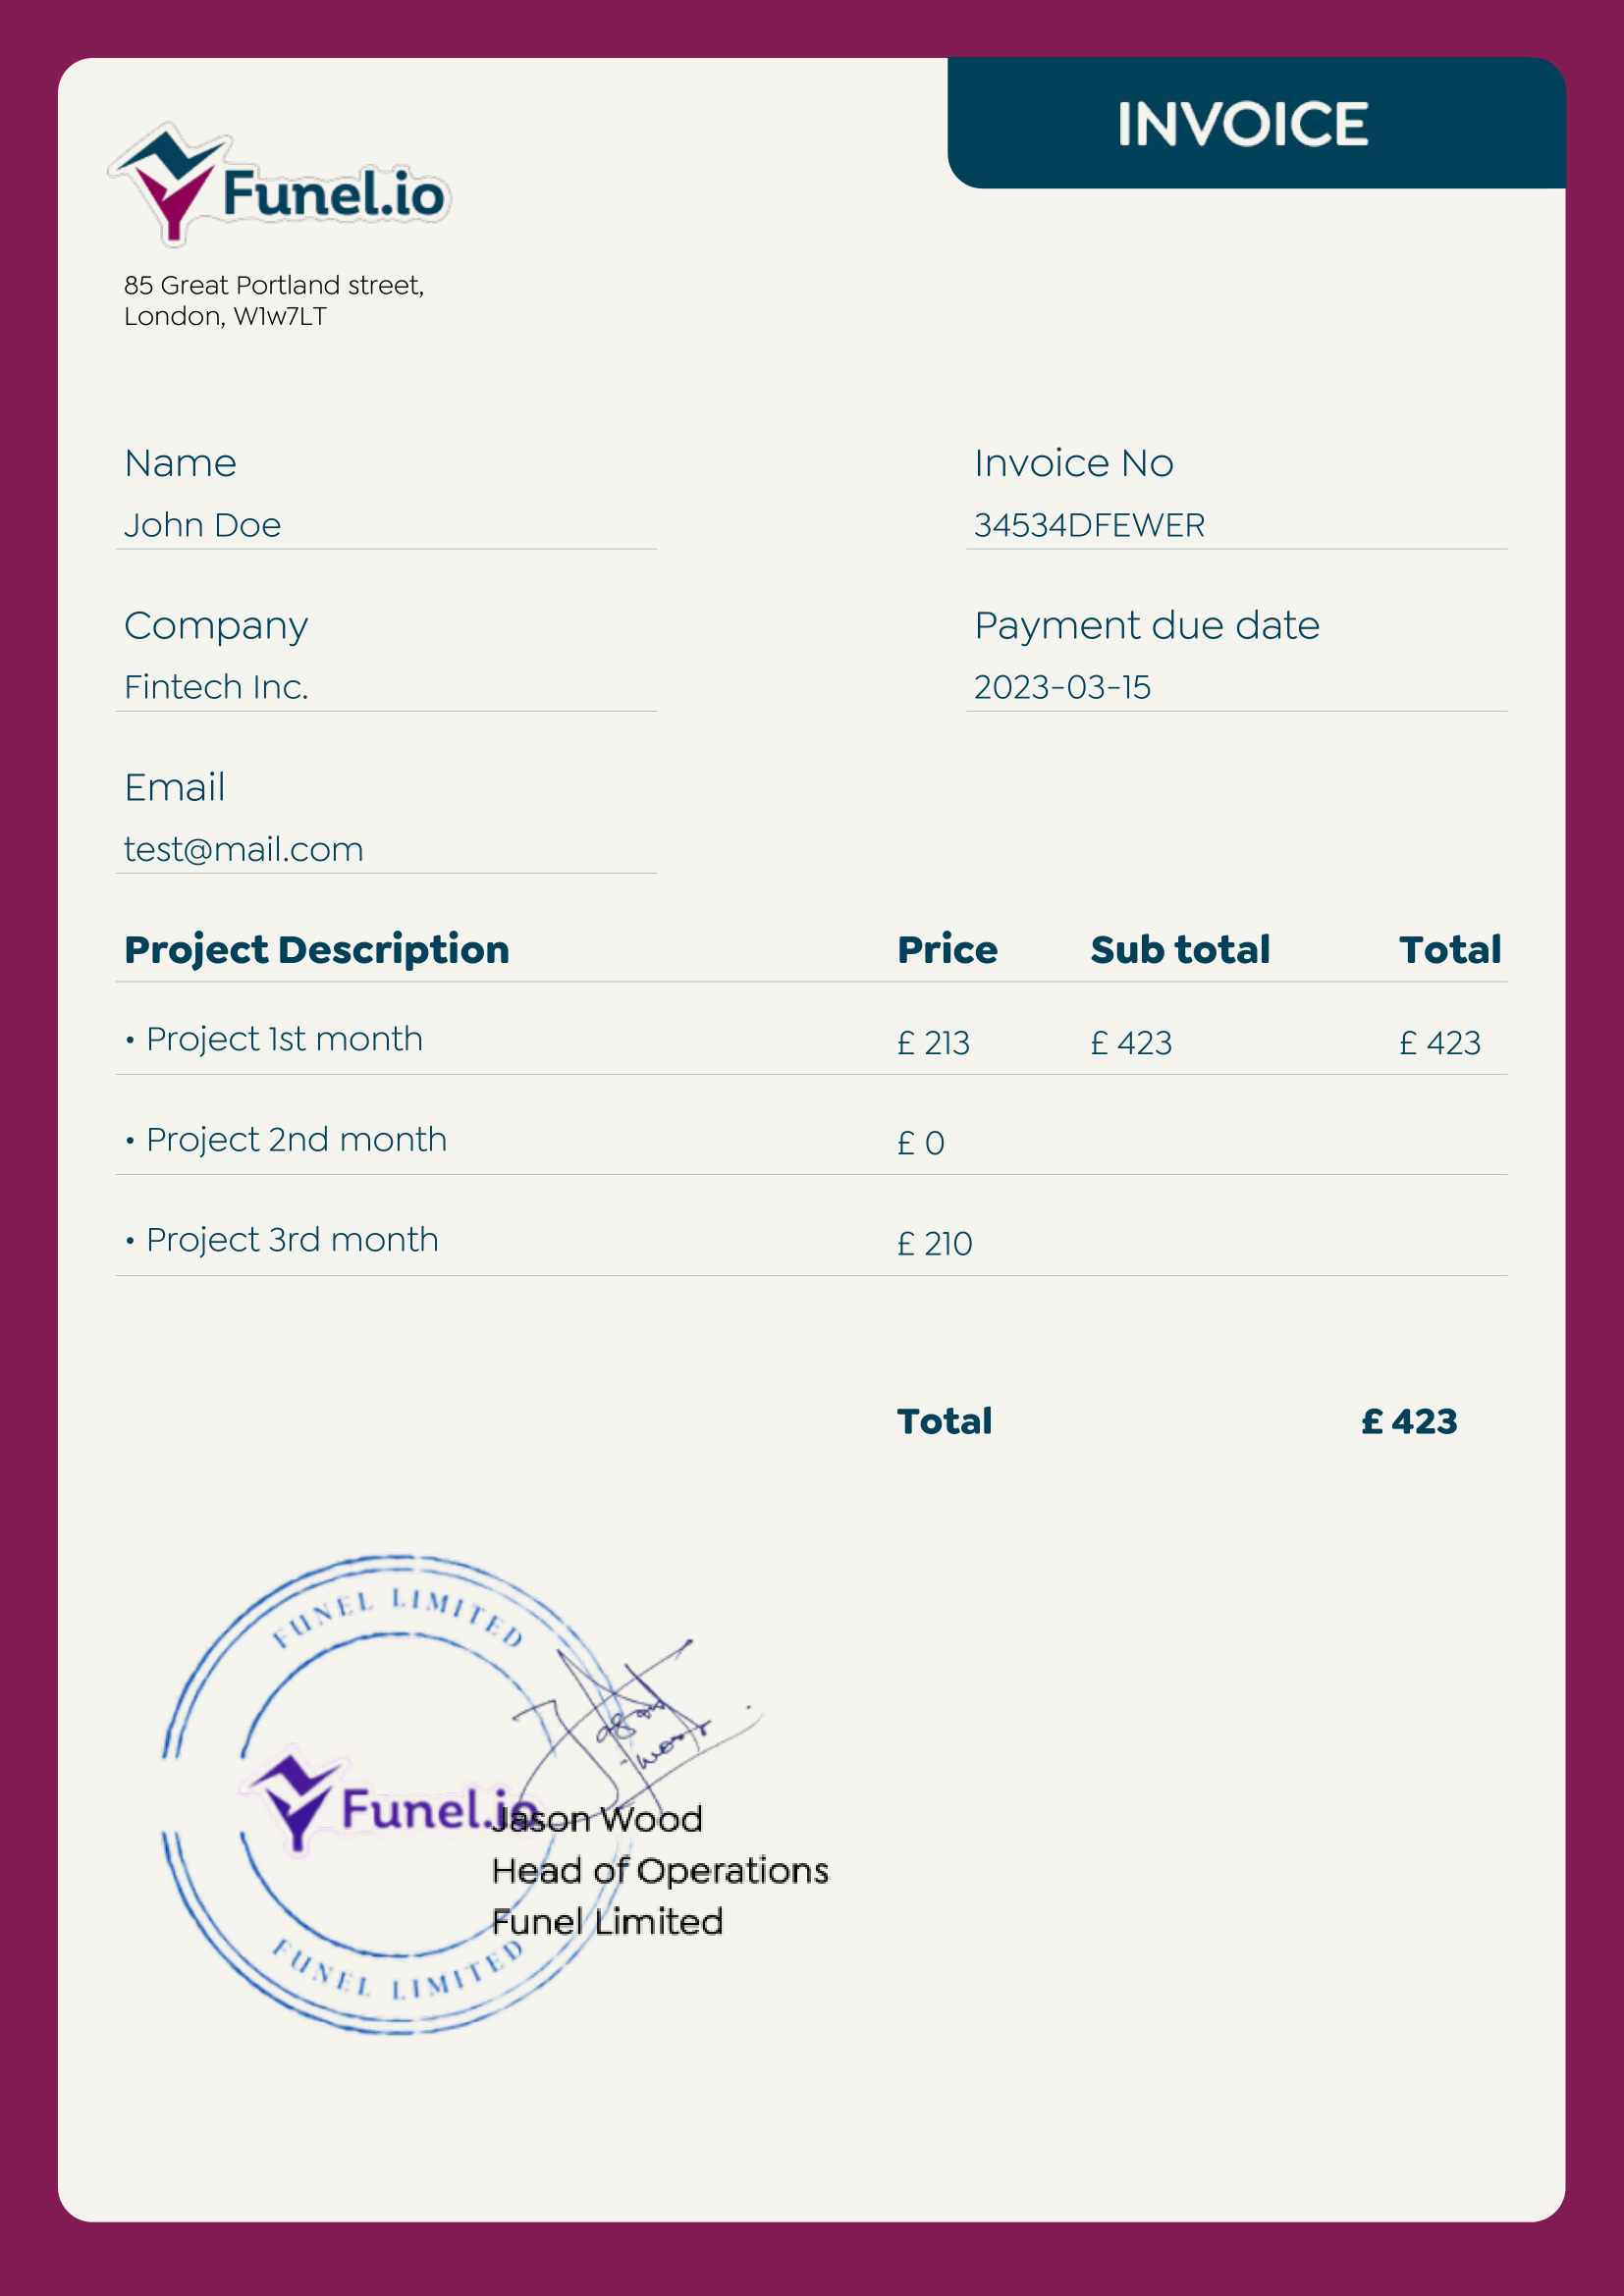 INVOICE
Funel.io
85 Great Portland street,
London, W1w7LT
Name
John Doe
Invoice No
34534DFEWER
Company
Fintech Inc.
Payment due date
2023-03-15
Email
test@mail.com
Project Description Price Sub total Total
• Project 1st month £ 213 £ 423 £ 423
• Project 2nd month £ 0
• Project 3rd month £ 210
Total £ 423
FUNEL LIMITED
Funel.io
Jason Wood
Head of Operations
Funel Limited
FUNEL LIMITED